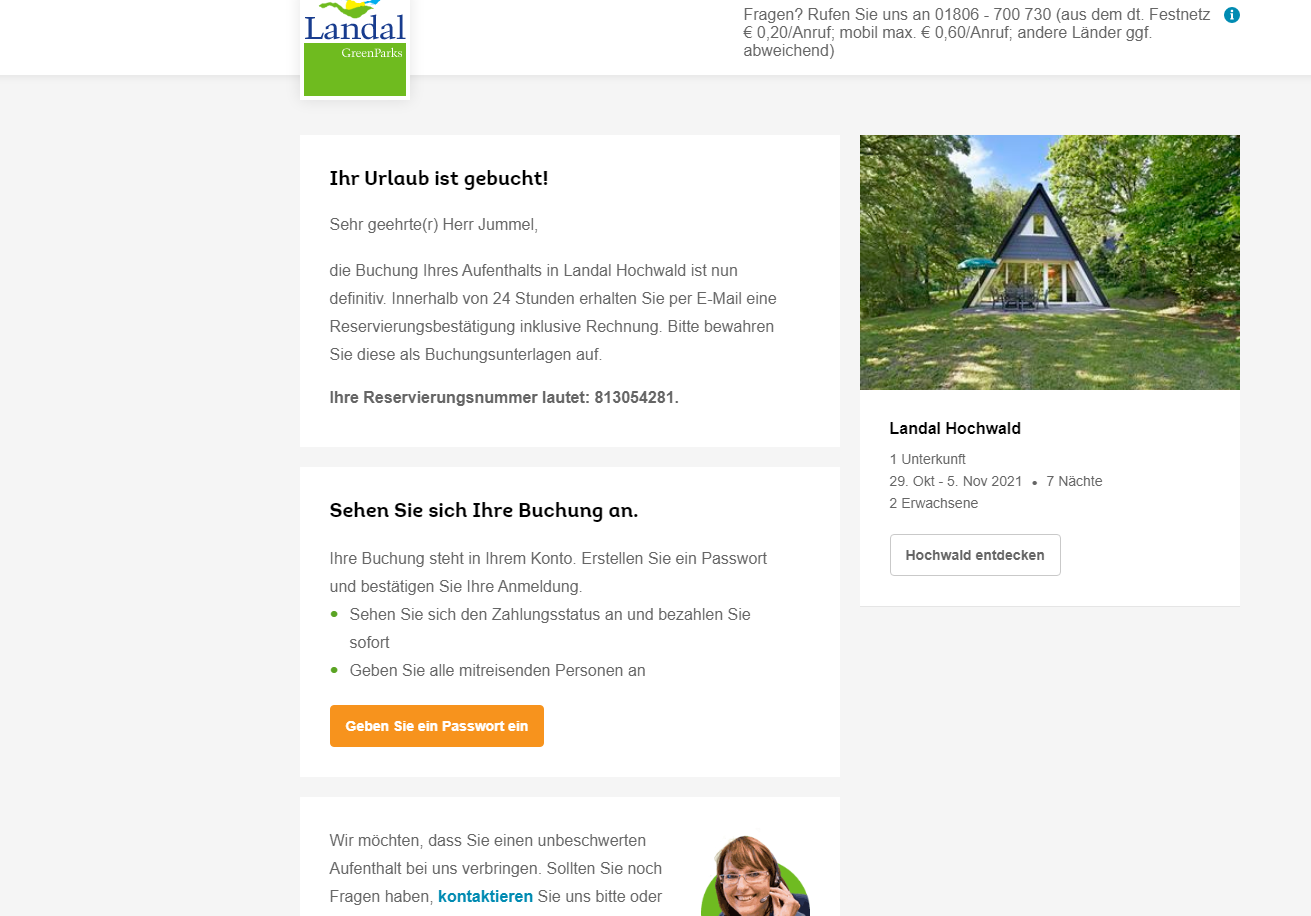 Landal
GreenParks
Fragen? Rufen Sie uns an 01806 - 700 730 (aus dem dt. Festnetz
€ 0,20/Anruf; mobil max. € 0,60/Anruf; andere Länder ggf.
abweichend)
i
Ihr Urlaub ist gebucht!
Sehr geehrte(r) Herr Jummel,
die Buchung Ihres Aufenthalts in Landal Hochwald ist nun
definitiv. Innerhalb von 24 Stunden erhalten Sie per E-Mail eine
Reservierungsbestätigung inklusive Rechnung. Bitte bewahren
Sie diese als Buchungsunterlagen auf.
Ihre Reservierungsnummer lautet: 813054281.
Sehen Sie sich Ihre Buchung an.
Ihre Buchung steht in Ihrem Konto. Erstellen Sie ein Passwort
und bestätigen Sie Ihre Anmeldung.
• Sehen Sie sich den Zahlungsstatus an und bezahlen Sie
sofort
• Geben Sie alle mitreisenden Personen an
Geben Sie ein Passwort ein
Wir möchten, dass Sie einen unbeschwerten
Aufenthalt bei uns verbringen. Sollten Sie noch
Fragen haben, kontaktieren Sie uns bitte oder
Landal Hochwald
1 Unterkunft
29. Okt - 5. Nov 2021 • 7 Nächte
2 Erwachsene
Hochwald entdecken